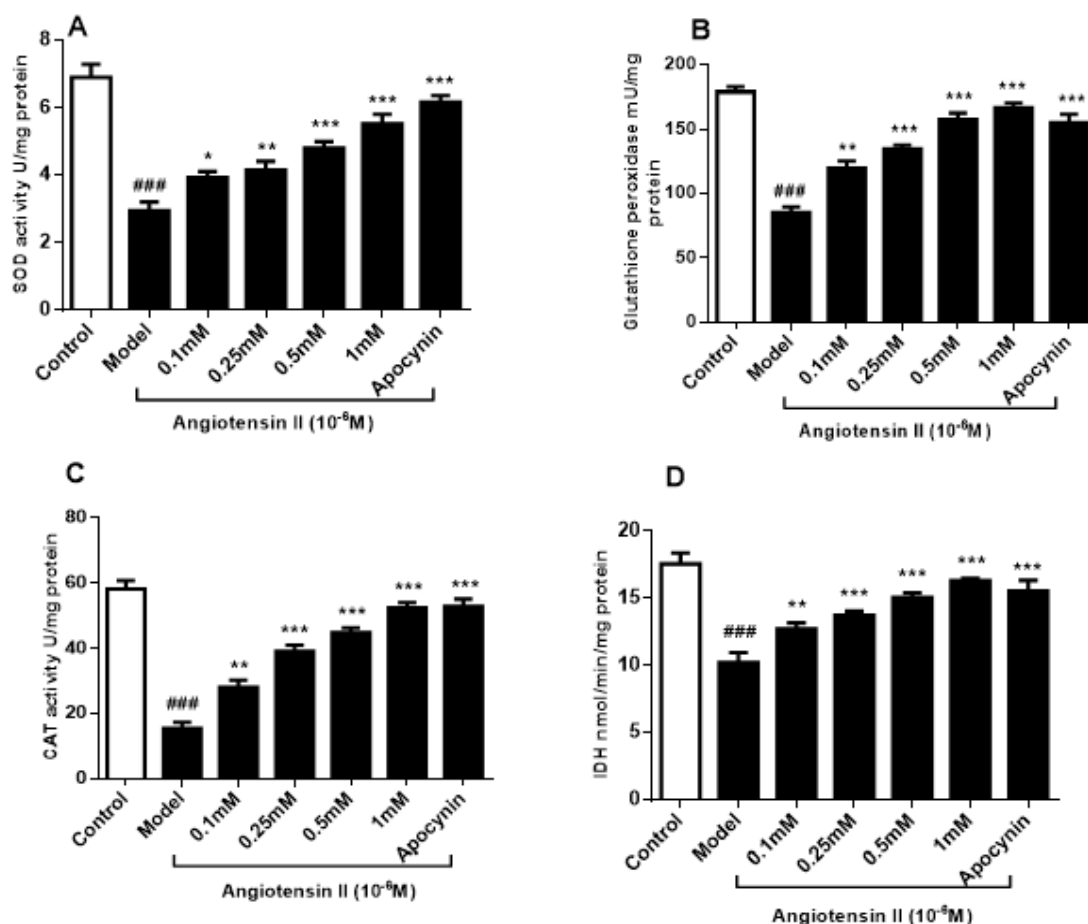 A
SOD activity U/mg protein
8
6
4
2
0
###
*
**
***
***
***
Control
Model
0.1mM
0.25mM
0.5mM
1mM
Apocynin
Angiotensin II (10⁻⁶M)
B
Glutathione peroxidase mU/mg
protein
200
150
100
50
0
###
**
***
***
***
***
Control
Model
0.1mM
0.25mM
0.5mM
1mM
Apocynin
Angiotensin II (10⁻⁶M)
C
CAT activity U/mg protein
80
60
40
20
0
###
**
***
***
***
***
Control
Model
0.1mM
0.25mM
0.5mM
1mM
Apocynin
Angiotensin II (10⁻⁶M)
D
IDH nmol/min/mg protein
20
15
10
5
0
###
**
***
***
***
***
Control
Model
0.1mM
0.25mM
0.5mM
1mM
Apocynin
Angiotensin II (10⁻⁶M)